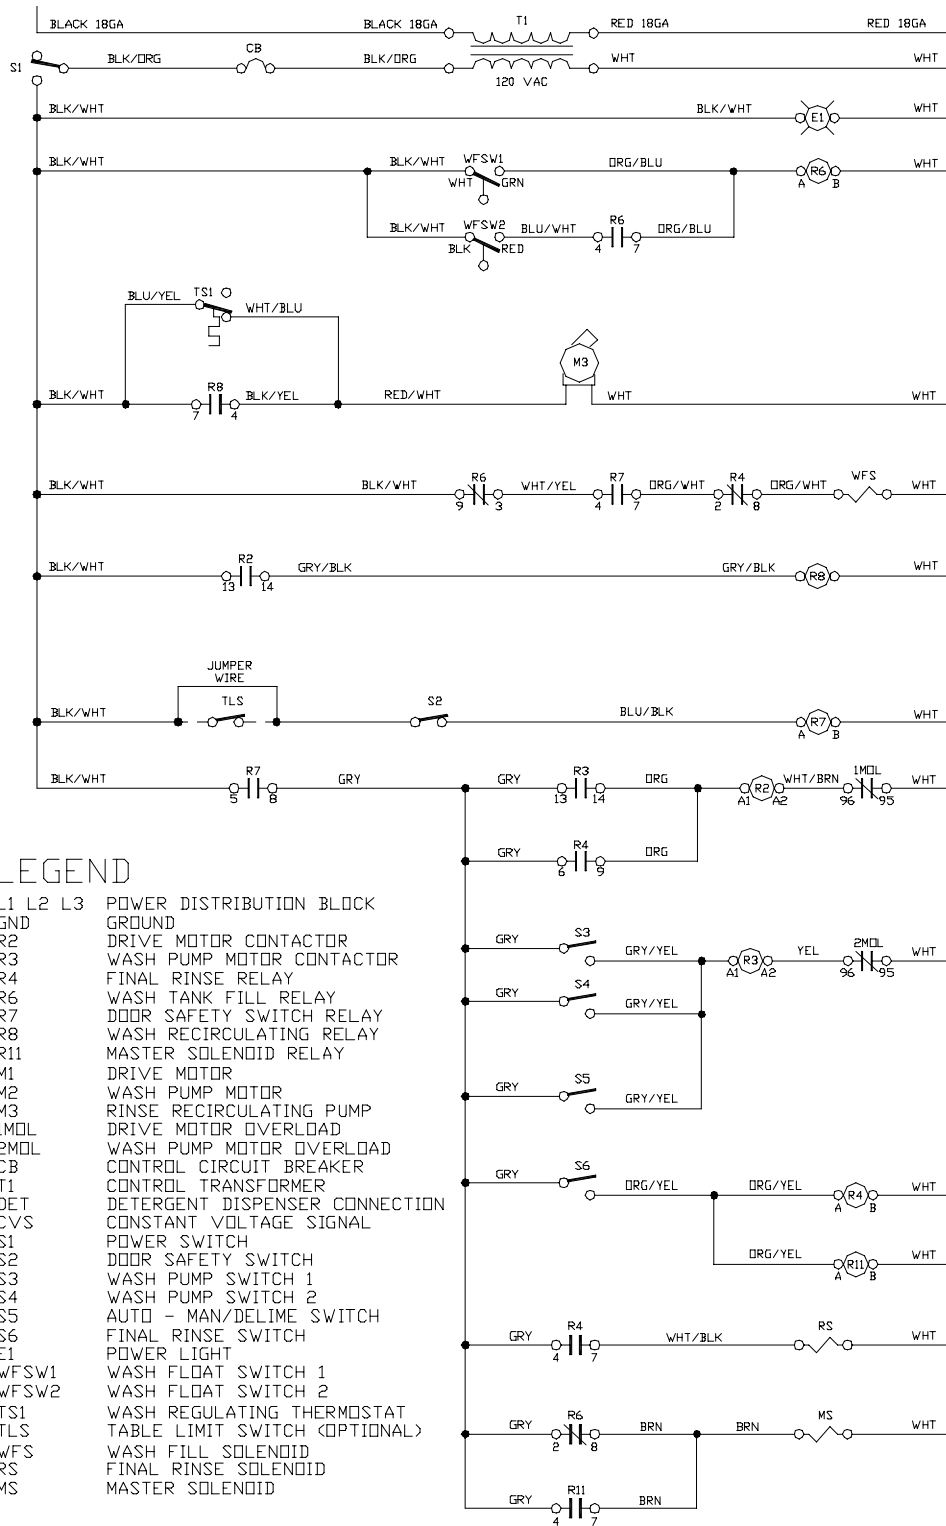 BLACK 18GA BLACK 18GA T1 RED 18GA RED 18GA
S1 BLK/ORG CB BLK/ORG 120 VAC WHT WHT
BLK/WHT BLK/WHT E1 WHT
BLK/WHT BLK/WHT WFSW1 ORG/BLU R6 WHT
WHT GRN A B
BLK/WHT WFSW2 BLU/WHT R6 ORG/BLU
BLK RED 4 7
BLU/YEL TS1 WHT/BLU
M3
BLK/WHT R8 BLK/YEL RED/WHT WHT WHT
7 4
BLK/WHT BLK/WHT R6 WHT/YEL R7 ORG/WHT R4 ORG/WHT WFS WHT
9 3 4 7 2 8
BLK/WHT R2 GRY/BLK GRY/BLK R8 WHT
13 14
JUMPER
WIRE
BLK/WHT TLS S2 BLU/BLK R7 WHT
A B
BLK/WHT R7 GRY GRY R3 ORG R2 WHT/BRN 1MOL WHT
5 8 13 14 A1 A2 96 95
GRY R4 ORG
6 9
GRY S3 GRY/YEL R3 YEL 2MOL WHT
A1 A2 96 95
GRY S4 GRY/YEL
GRY S5 GRY/YEL
GRY S6 ORG/YEL ORG/YEL R4 WHT
A B
ORG/YEL R11 WHT
A B
GRY R4 WHT/BLK RS WHT
4 7
GRY R6 BRN BRN MS WHT
2 8
GRY R11 BRN
4 7
LEGEND
L1 L2 L3 POWER DISTRIBUTION BLOCK
GND GROUND
R2 DRIVE MOTOR CONTACTOR
R3 WASH PUMP MOTOR CONTACTOR
R4 FINAL RINSE RELAY
R6 WASH TANK FILL RELAY
R7 DOOR SAFETY SWITCH RELAY
R8 WASH RECIRCULATING RELAY
R11 MASTER SOLENOID RELAY
M1 DRIVE MOTOR
M2 WASH PUMP MOTOR
M3 RINSE RECIRCULATING PUMP
1MOL DRIVE MOTOR OVERLOAD
2MOL WASH PUMP MOTOR OVERLOAD
CB CONTROL CIRCUIT BREAKER
T1 CONTROL TRANSFORMER
DET DETERGENT DISPENSER CONNECTION
CVS CONSTANT VOLTAGE SIGNAL
S1 POWER SWITCH
S2 DOOR SAFETY SWITCH
S3 WASH PUMP SWITCH 1
S4 WASH PUMP SWITCH 2
S5 AUTO - MAN/DELIME SWITCH
S6 FINAL RINSE SWITCH
E1 POWER LIGHT
WFSW1 WASH FLOAT SWITCH 1
WFSW2 WASH FLOAT SWITCH 2
TS1 WASH REGULATING THERMOSTAT
TLS TABLE LIMIT SWITCH (OPTIONAL)
WFS WASH FILL SOLENOID
RS FINAL RINSE SOLENOID
MS MASTER SOLENOID